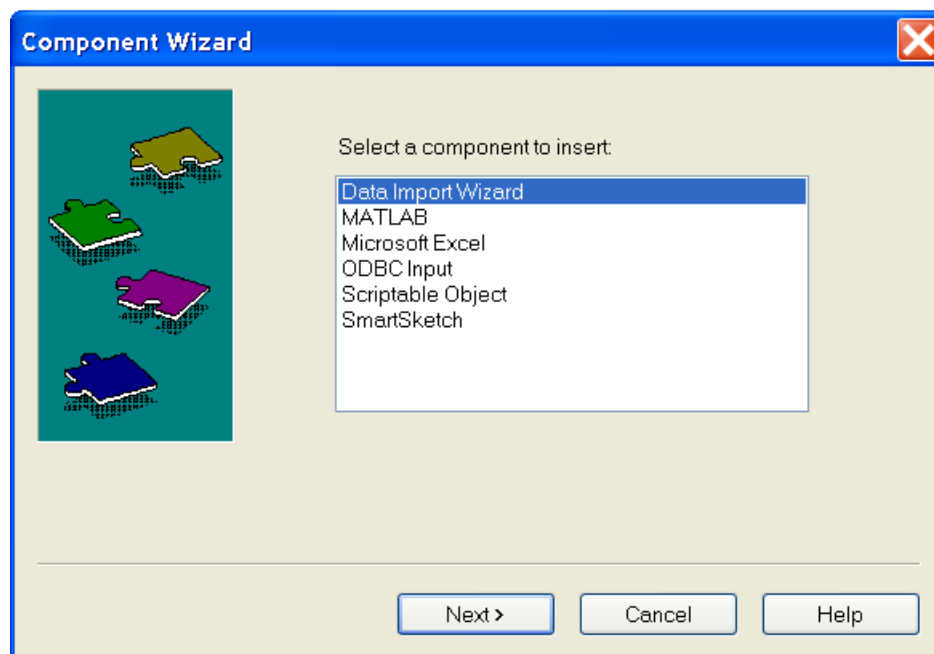 Component Wizard
Select a component to insert:
Data Import Wizard
MATLAB
Microsoft Excel
ODBC Input
Scriptable Object
SmartSketch
Next > Cancel Help